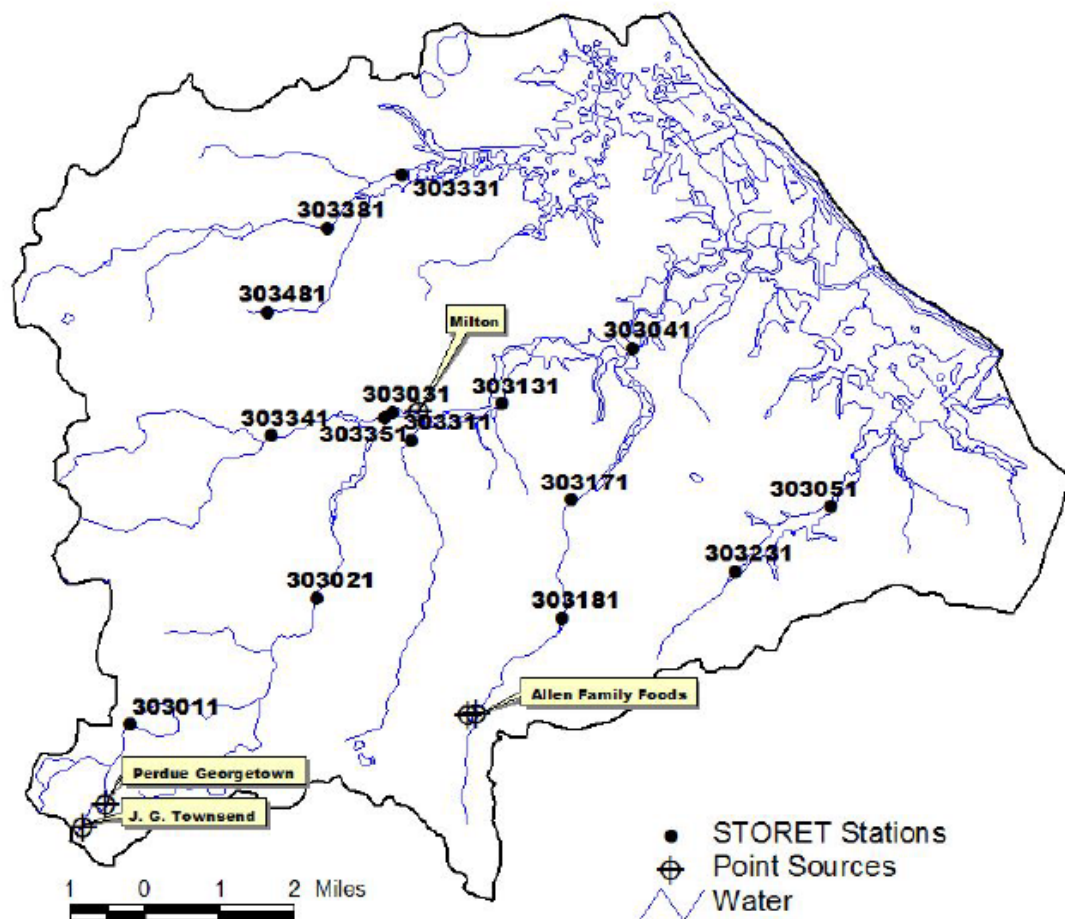 303331
303381
303481
Milton
303041
303031
303131
303341
303311
303351
303171
303051
303231
303021
303181
Allen Family Foods
303011
Perdue Georgetown
J. G. Townsend
STORET Stations
Point Sources
Water
1 0 1 2 Miles